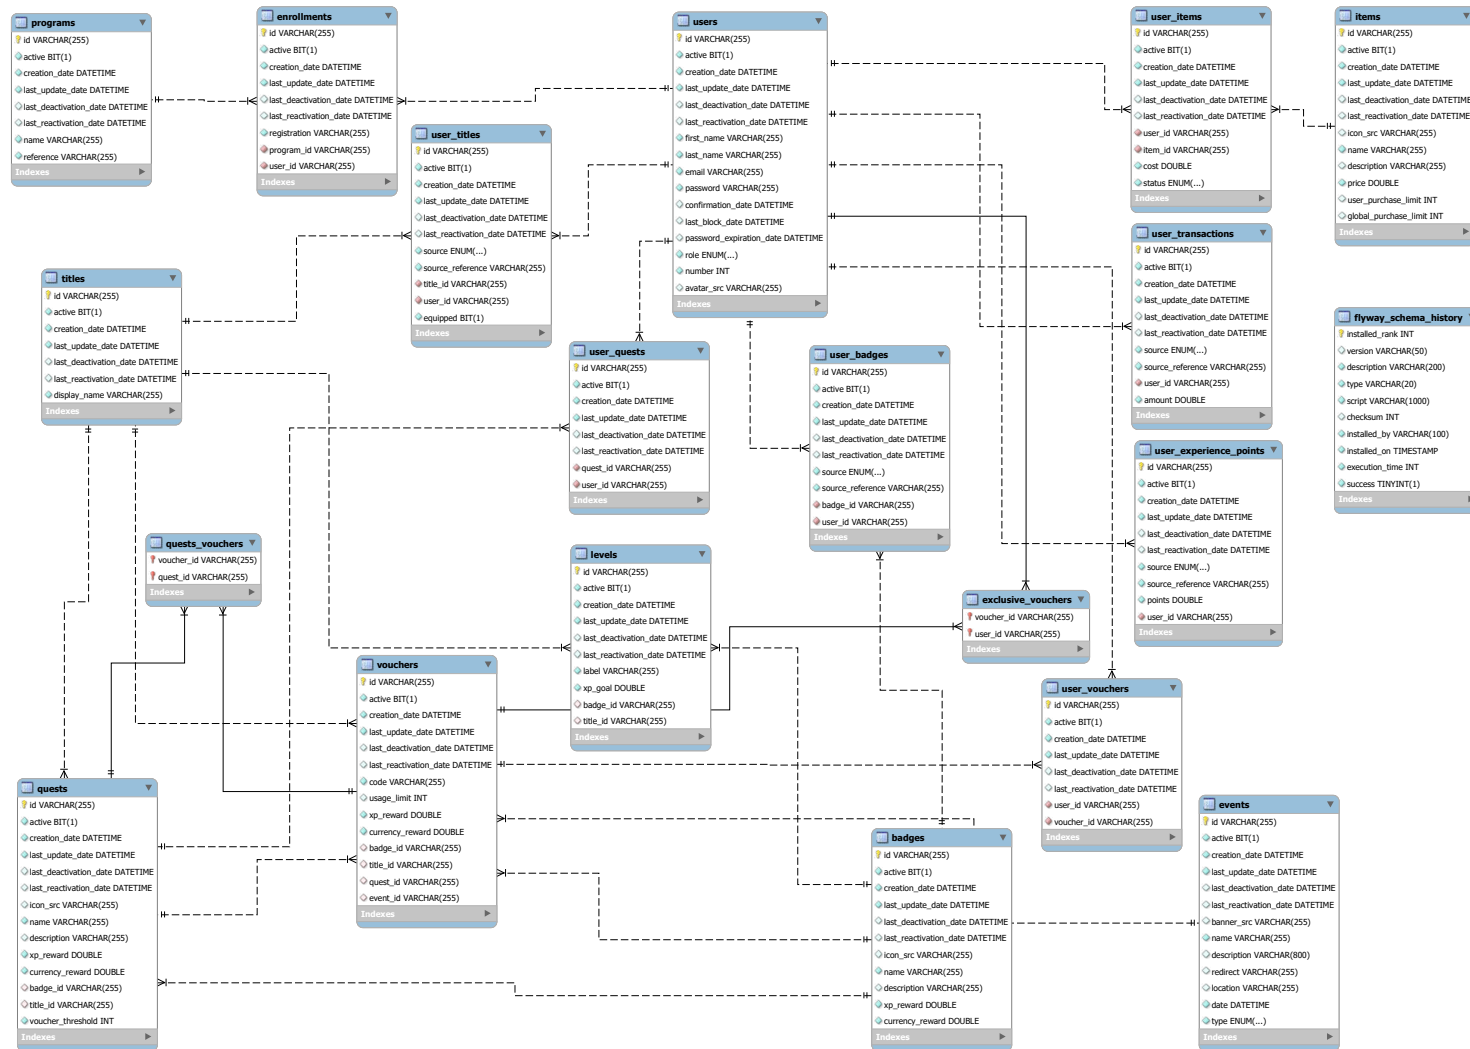 programs
id VARCHAR(255)
active BIT(1)
creation_date DATETIME
last_update_date DATETIME
last_deactivation_date DATETIME
last_reactivation_date DATETIME
name VARCHAR(255)
reference VARCHAR(255)
Indexes
enrollments
id VARCHAR(255)
active BIT(1)
creation_date DATETIME
last_update_date DATETIME
last_deactivation_date DATETIME
last_reactivation_date DATETIME
registration VARCHAR(255)
program_id VARCHAR(255)
user_id VARCHAR(255)
Indexes
users
id VARCHAR(255)
active BIT(1)
creation_date DATETIME
last_update_date DATETIME
last_deactivation_date DATETIME
last_reactivation_date DATETIME
first_name VARCHAR(255)
last_name VARCHAR(255)
email VARCHAR(255)
password VARCHAR(255)
confirmation_date DATETIME
last_block_date DATETIME
password_expiration_date DATETIME
role ENUM(...)
number INT
avatar_src VARCHAR(255)
Indexes
user_items
id VARCHAR(255)
active BIT(1)
creation_date DATETIME
last_update_date DATETIME
last_deactivation_date DATETIME
last_reactivation_date DATETIME
user_id VARCHAR(255)
item_id VARCHAR(255)
cost DOUBLE
status ENUM(...)
Indexes
items
id VARCHAR(255)
active BIT(1)
creation_date DATETIME
last_update_date DATETIME
last_deactivation_date DATETIME
last_reactivation_date DATETIME
icon_src VARCHAR(255)
name VARCHAR(255)
description VARCHAR(255)
price DOUBLE
user_purchase_limit INT
global_purchase_limit INT
Indexes
user_titles
id VARCHAR(255)
active BIT(1)
creation_date DATETIME
last_update_date DATETIME
last_deactivation_date DATETIME
last_reactivation_date DATETIME
source ENUM(...)
source_reference VARCHAR(255)
title_id VARCHAR(255)
user_id VARCHAR(255)
equipped BIT(1)
Indexes
user_transactions
id VARCHAR(255)
active BIT(1)
creation_date DATETIME
last_update_date DATETIME
last_deactivation_date DATETIME
last_reactivation_date DATETIME
source ENUM(...)
source_reference VARCHAR(255)
user_id VARCHAR(255)
amount DOUBLE
Indexes
titles
id VARCHAR(255)
active BIT(1)
creation_date DATETIME
last_update_date DATETIME
last_deactivation_date DATETIME
last_reactivation_date DATETIME
display_name VARCHAR(255)
Indexes
flyway_schema_history
installed_rank INT
version VARCHAR(50)
description VARCHAR(200)
type VARCHAR(20)
script VARCHAR(1000)
checksum INT
installed_by VARCHAR(100)
installed_on TIMESTAMP
execution_time INT
success TINYINT(1)
Indexes
user_quests
id VARCHAR(255)
active BIT(1)
creation_date DATETIME
last_update_date DATETIME
last_deactivation_date DATETIME
last_reactivation_date DATETIME
quest_id VARCHAR(255)
user_id VARCHAR(255)
Indexes
user_badges
id VARCHAR(255)
active BIT(1)
creation_date DATETIME
last_update_date DATETIME
last_deactivation_date DATETIME
last_reactivation_date DATETIME
source ENUM(...)
source_reference VARCHAR(255)
badge_id VARCHAR(255)
user_id VARCHAR(255)
Indexes
user_experience_points
id VARCHAR(255)
active BIT(1)
creation_date DATETIME
last_update_date DATETIME
last_deactivation_date DATETIME
last_reactivation_date DATETIME
source ENUM(...)
source_reference VARCHAR(255)
points DOUBLE
user_id VARCHAR(255)
Indexes
quests_vouchers
voucher_id VARCHAR(255)
quest_id VARCHAR(255)
Indexes
levels
id VARCHAR(255)
active BIT(1)
creation_date DATETIME
last_update_date DATETIME
last_deactivation_date DATETIME
last_reactivation_date DATETIME
label VARCHAR(255)
xp_goal DOUBLE
badge_id VARCHAR(255)
title_id VARCHAR(255)
Indexes
exclusive_vouchers
voucher_id VARCHAR(255)
user_id VARCHAR(255)
Indexes
vouchers
id VARCHAR(255)
active BIT(1)
creation_date DATETIME
last_update_date DATETIME
last_deactivation_date DATETIME
last_reactivation_date DATETIME
code VARCHAR(255)
usage_limit INT
xp_reward DOUBLE
currency_reward DOUBLE
badge_id VARCHAR(255)
title_id VARCHAR(255)
quest_id VARCHAR(255)
event_id VARCHAR(255)
Indexes
user_vouchers
id VARCHAR(255)
active BIT(1)
creation_date DATETIME
last_update_date DATETIME
last_deactivation_date DATETIME
last_reactivation_date DATETIME
user_id VARCHAR(255)
voucher_id VARCHAR(255)
Indexes
quests
id VARCHAR(255)
active BIT(1)
creation_date DATETIME
last_update_date DATETIME
last_deactivation_date DATETIME
last_reactivation_date DATETIME
icon_src VARCHAR(255)
name VARCHAR(255)
description VARCHAR(255)
xp_reward DOUBLE
currency_reward DOUBLE
badge_id VARCHAR(255)
title_id VARCHAR(255)
voucher_threshold INT
Indexes
badges
id VARCHAR(255)
active BIT(1)
creation_date DATETIME
last_update_date DATETIME
last_deactivation_date DATETIME
last_reactivation_date DATETIME
icon_src VARCHAR(255)
name VARCHAR(255)
description VARCHAR(255)
xp_reward DOUBLE
currency_reward DOUBLE
Indexes
events
id VARCHAR(255)
active BIT(1)
creation_date DATETIME
last_update_date DATETIME
last_deactivation_date DATETIME
last_reactivation_date DATETIME
banner_src VARCHAR(255)
name VARCHAR(255)
description VARCHAR(800)
redirect VARCHAR(255)
location VARCHAR(255)
date DATETIME
type ENUM(...)
Indexes